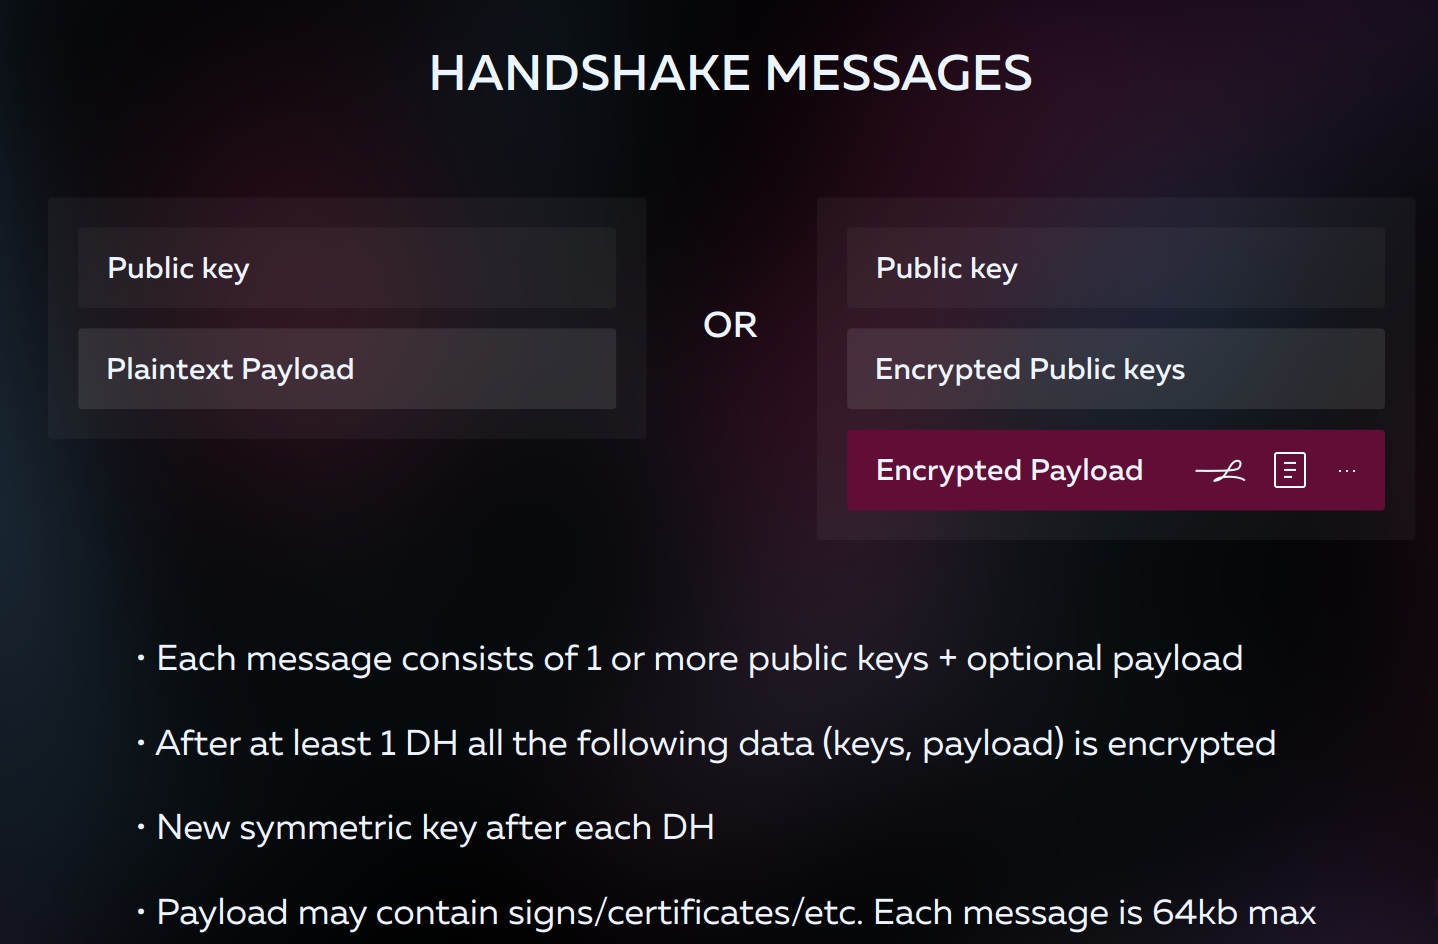 HANDSHAKE MESSAGES
Public key
Plaintext Payload
OR
Public key
Encrypted Public keys
Encrypted Payload ...
· Each message consists of 1 or more public keys + optional payload
· After at least 1 DH all the following data (keys, payload) is encrypted
· New symmetric key after each DH
· Payload may contain signs/certificates/etc. Each message is 64kb max